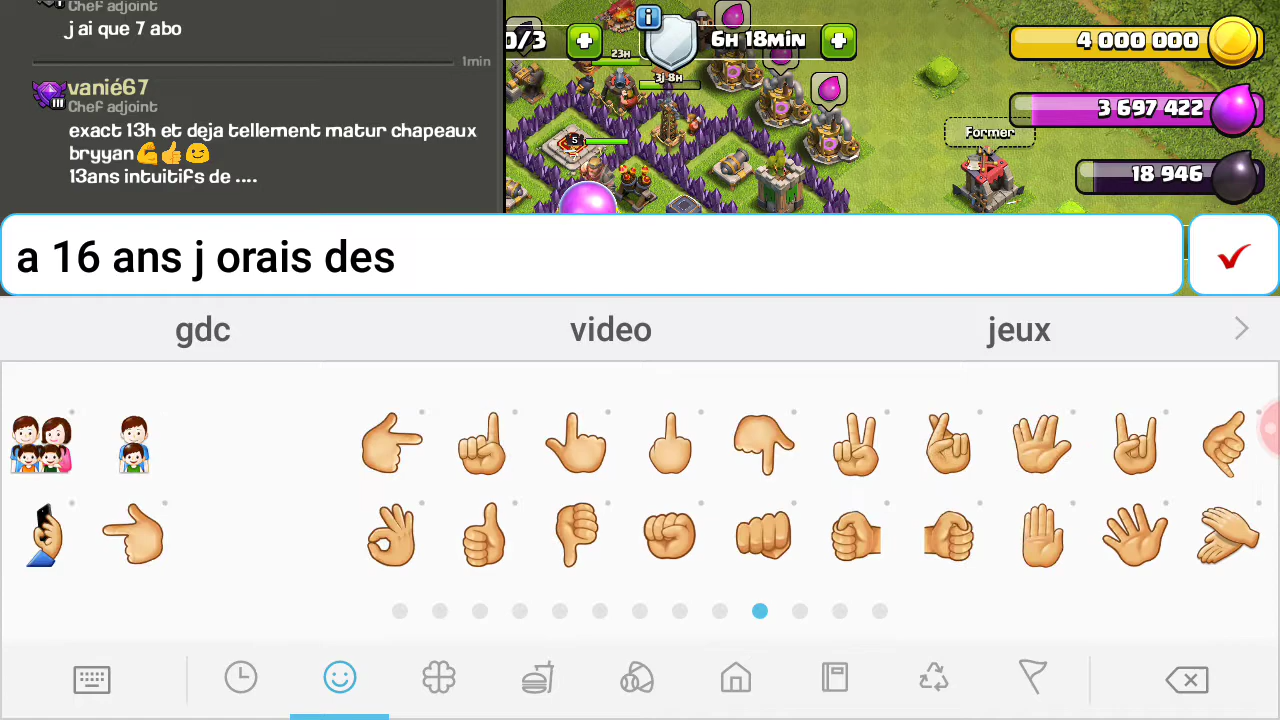 Chef adjoint
j ai que 7 abo
1min
vanié67
Chef adjoint
exact 13h et deja tellement matur chapeaux
bryyan💪👍😊
13ans intuitifs de ....
0/3
23h
6h 18min
3j 8h
5
4 000 000
3 697 422
Former
18 946
a 16 ans j orais des
gdc
video
jeux